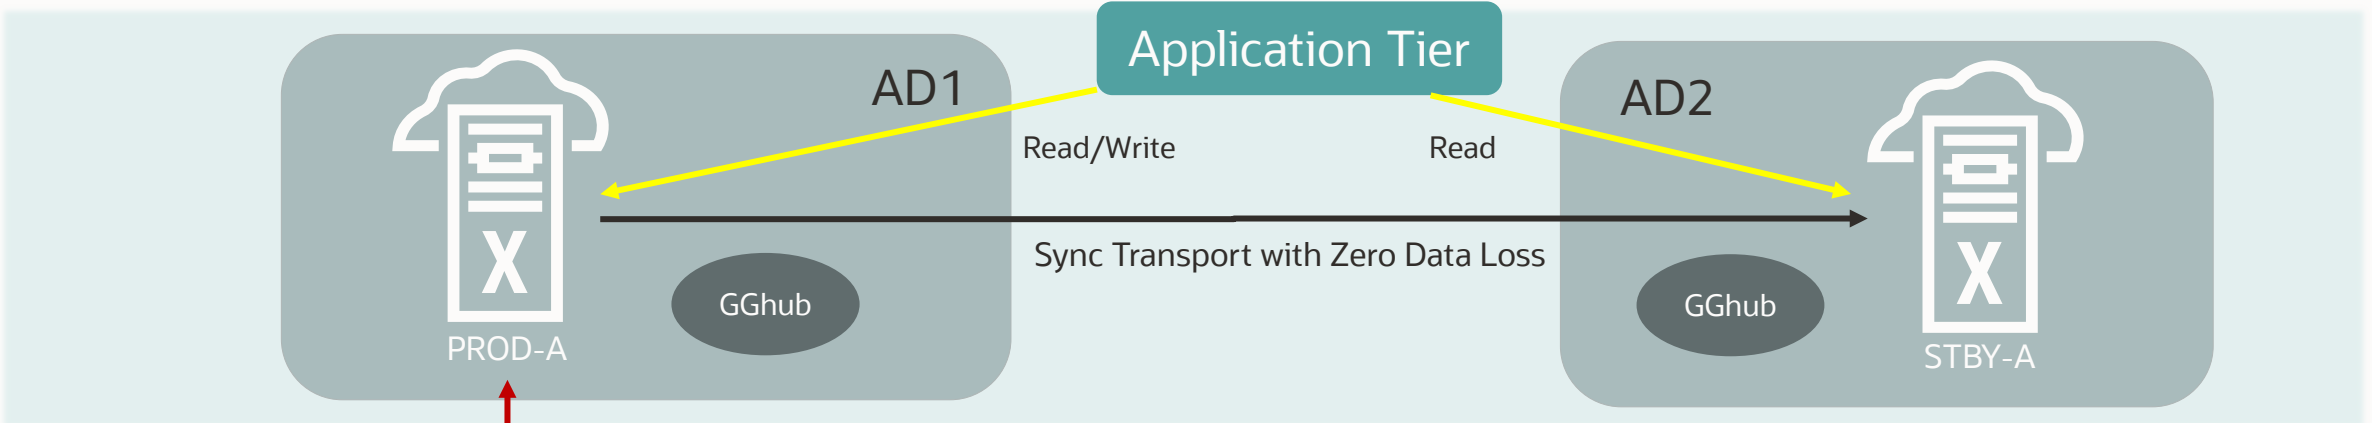 Application Tier
AD1
AD2
Read/Write
Read
Sync Transport with Zero Data Loss
X
X
GGhub
GGhub
PROD-A
STBY-A